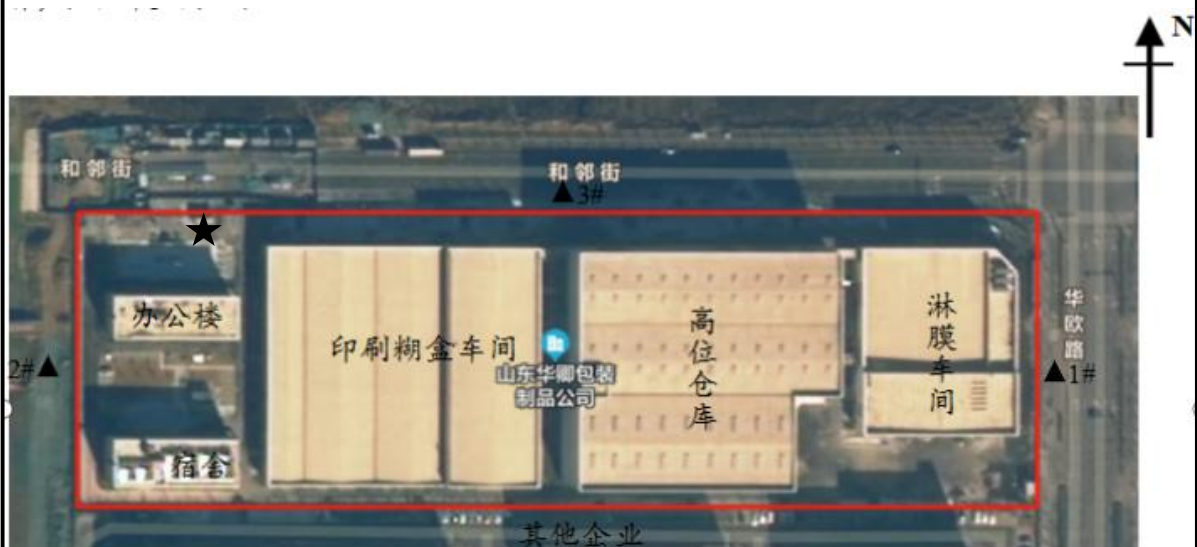 N
和邻街
和邻街
▲3#
★
办公楼
印刷糊盒车间
高位仓库
淋膜车间
华欧路
2#▲
▲1#
山东华卿包装
制品公司
宿舍
其他企业